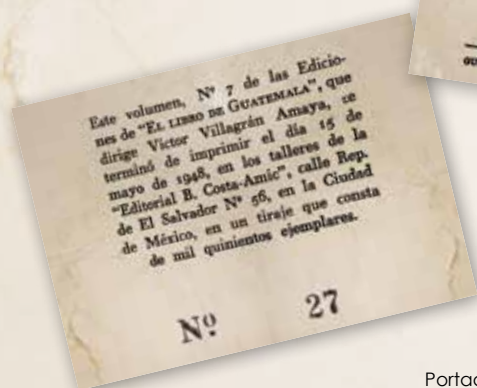 Este volumen, Nº 7 de las Edicio-
nes de "EL LIBRO DE GUATEMALA", que
dirige Víctor Villagrán Amaya, se
terminó de imprimir el día 15 de
mayo de 1948, en los talleres de la
"Editorial B. Costa-Amic", calle Rep.
de El Salvador Nº 56, en la Ciudad
de México, en un tiraje que consta
de mil quinientos ejemplares.
Nº 27
Portad